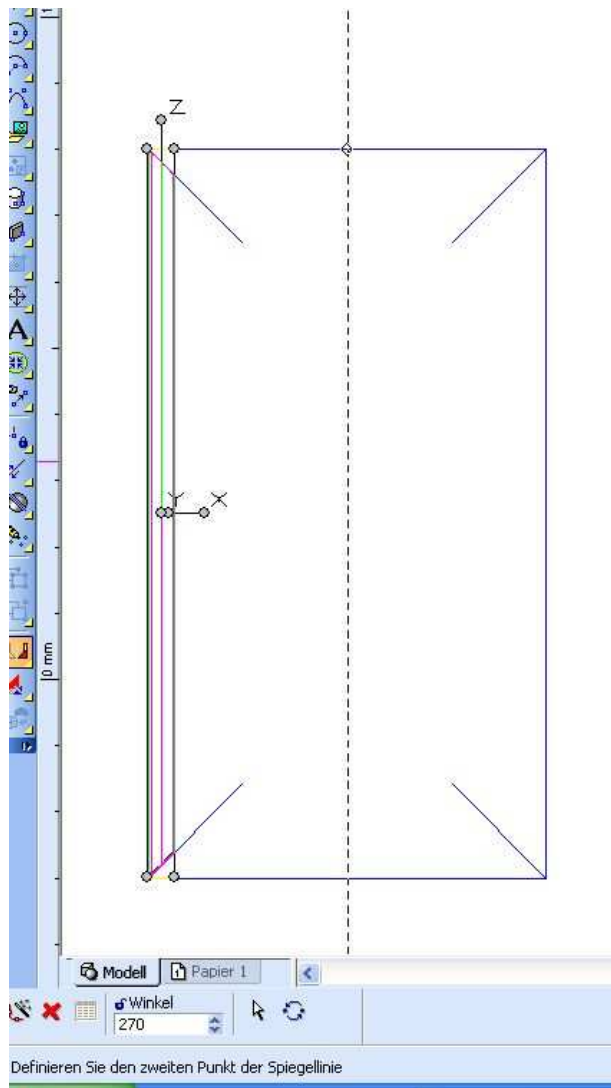 Z
Y X
0 mm
A
Modell
Papier 1
Winkel
270
Definieren Sie den zweiten Punkt der Spiegellinie